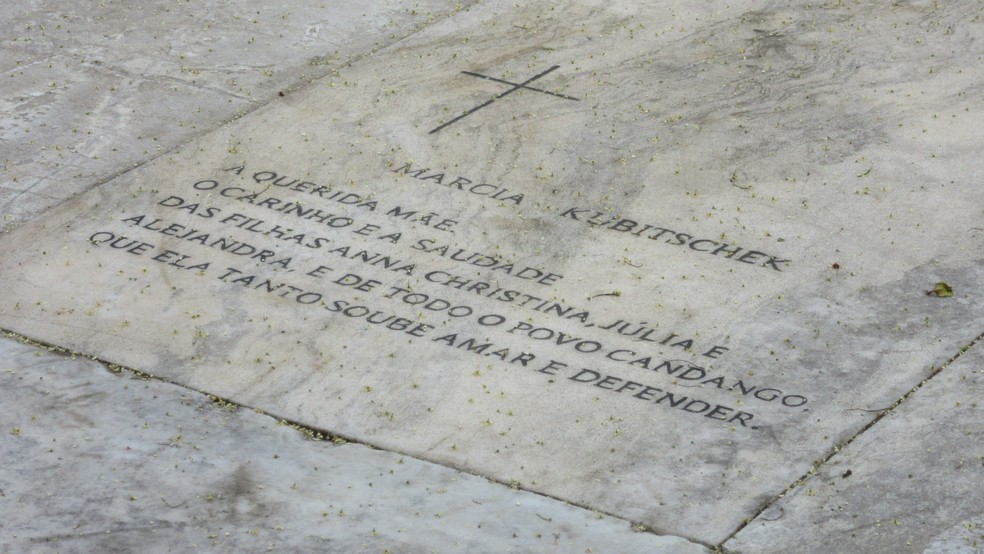 MARCIA KUBITSCHEK
A QUERIDA MÃE.
O CARINHO E A SAUDADE
DAS FILHAS ANNA CHRISTINA, JÚLIA E
ALEJANDRA. E DE TODO O POVO CANDANGO,
QUE ELA TANTO SOUBE AMAR E DEFENDER.